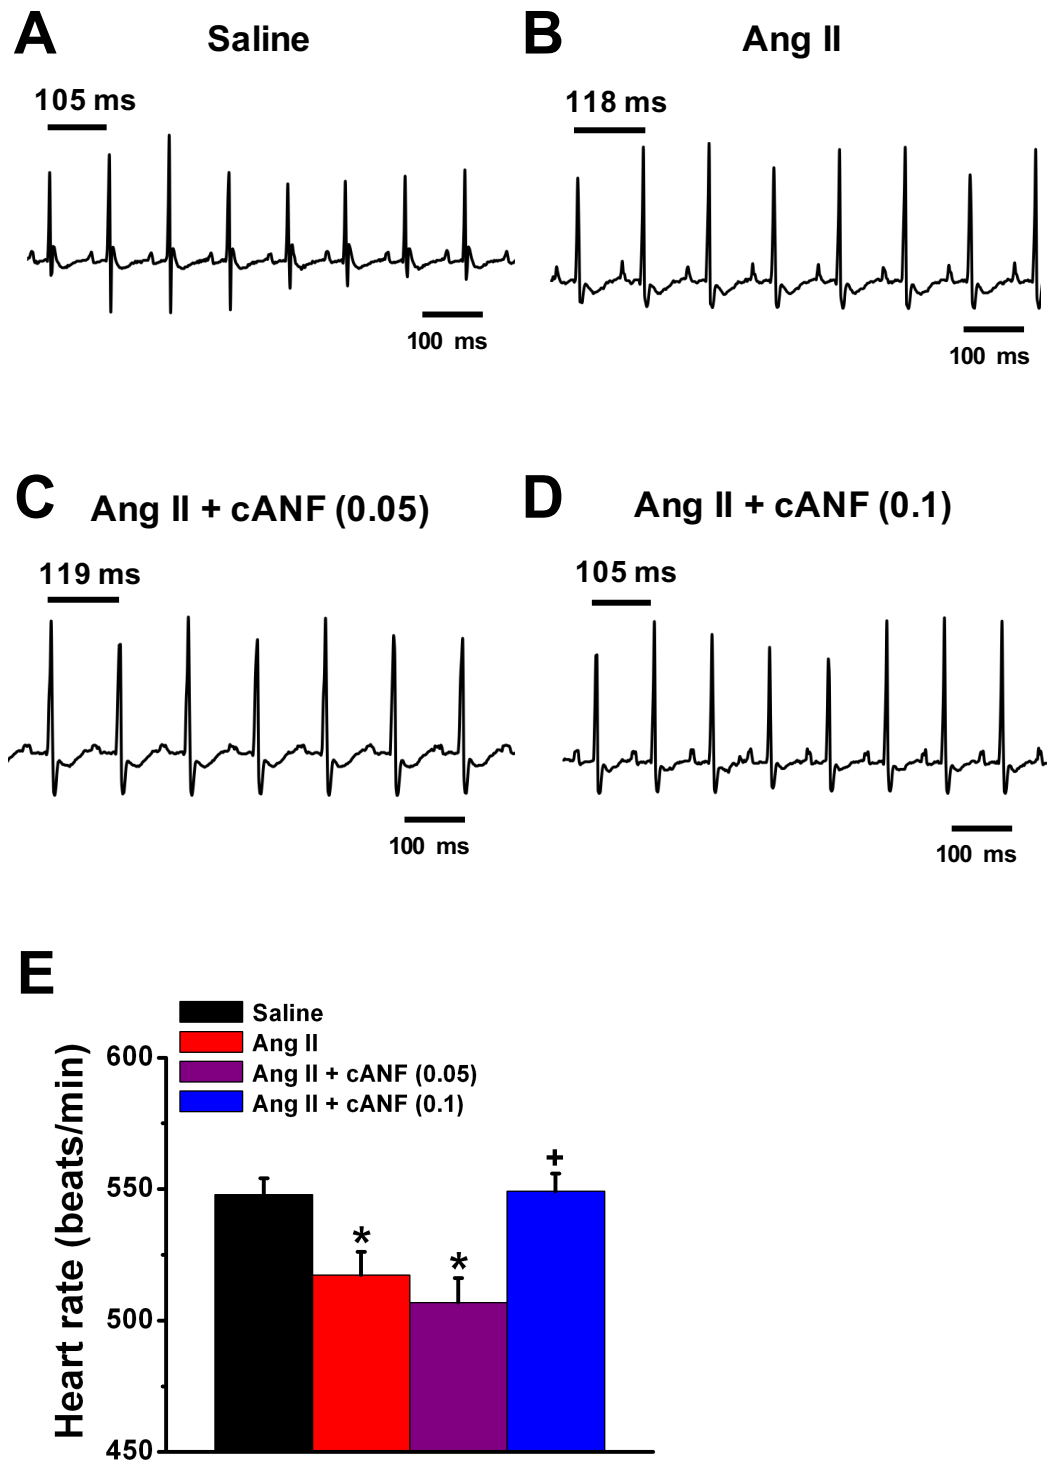 A Saline
105 ms
100 ms
B Ang II
118 ms
100 ms
C Ang II + cANF (0.05)
119 ms
100 ms
D Ang II + cANF (0.1)
105 ms
100 ms
E
Saline
Ang II
Ang II + cANF (0.05)
Ang II + cANF (0.1)
Heart rate (beats/min)
600
550
500
450
*
*
+